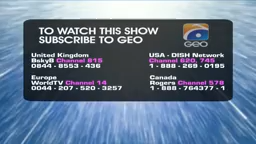 TO WATCH THIS SHOW
SUBSCRIBE TO GEO
GEO
United Kingdom
BskyB Channel 815
0844 - 8553 - 436
USA - DISH Network
Channel 620, 745
1 - 888 - 269 - 0195
Europe
WorldTV Channel 14
0044 - 207 - 520 - 3257
Canada
Rogers Channel 578
1 - 888 - 764377 - 1